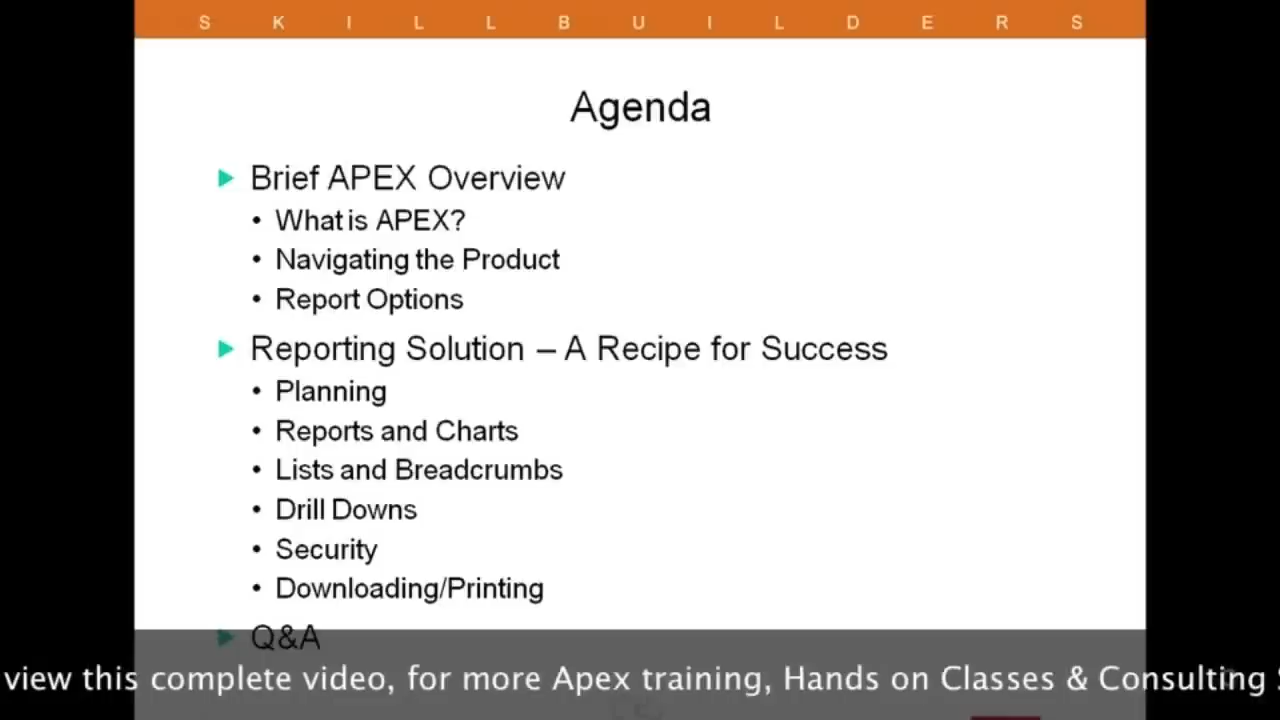 SKILLBUILDERS
Agenda
Brief APEX Overview
• What is APEX?
• Navigating the Product
• Report Options
Reporting Solution – A Recipe for Success
• Planning
• Reports and Charts
• Lists and Breadcrumbs
• Drill Downs
• Security
• Downloading/Printing
Q&A
view this complete video, for more Apex training, Hands on Classes & Consulting